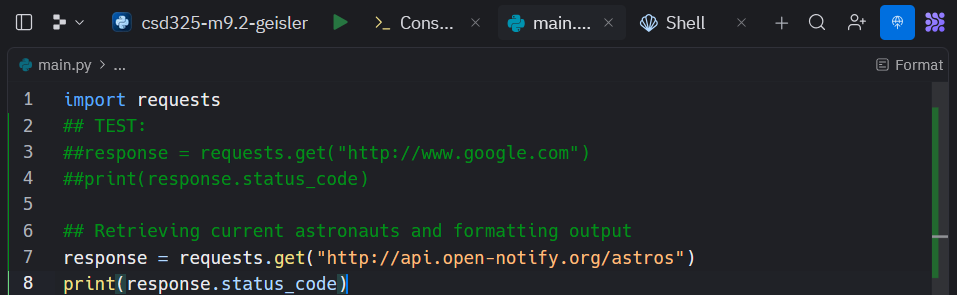 csd325-m9.2-geisler
Cons...
main....
Shell
main.py > ...
Format
1 import requests
2 ## TEST:
3 ##response = requests.get("http://www.google.com")
4 ##print(response.status_code)
5
6 ## Retrieving current astronauts and formatting output
7 response = requests.get("http://api.open-notify.org/astros")
8 print(response.status_code)